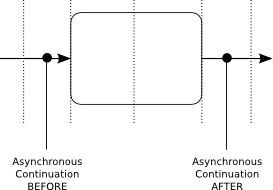 Asynchronous
Continuation
BEFORE
Asynchronous
Continuation
AFTER